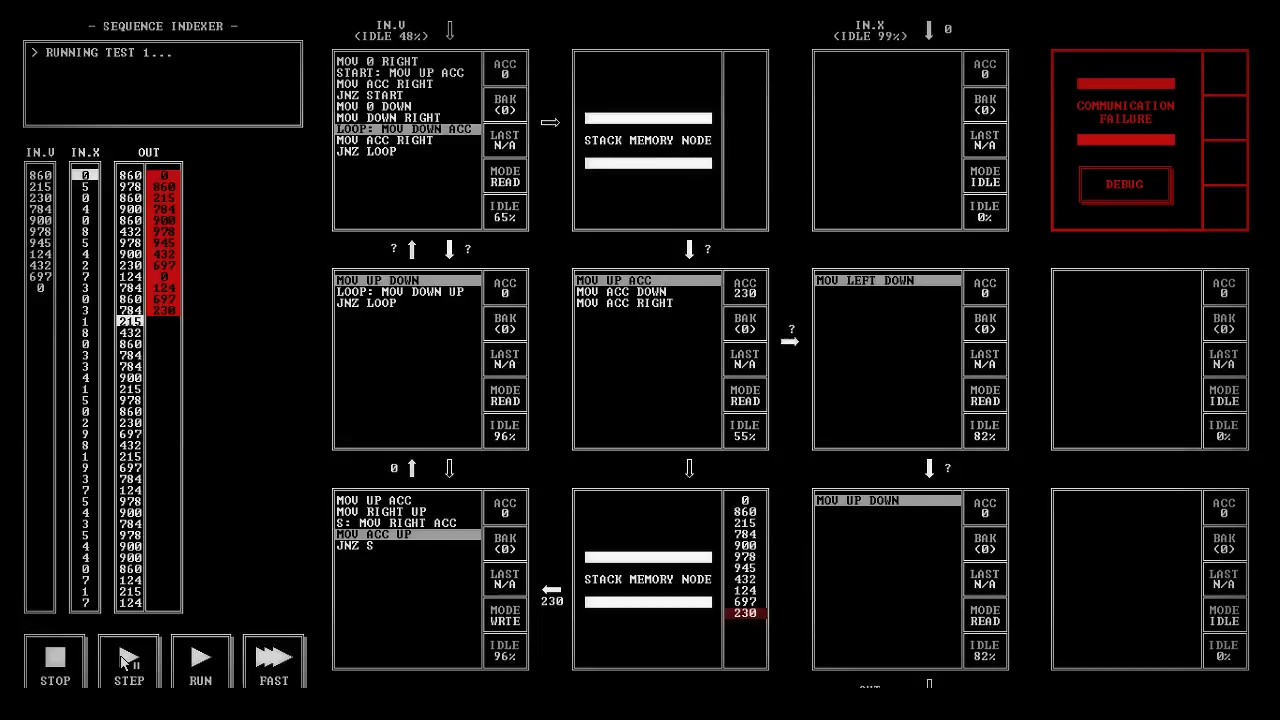 - SEQUENCE INDEXER -
> RUNNING TEST 1...
IN.V IN.X OUT
860 0 860 0
215 5 978 860
230 0 860 215
784 4 900 784
900 0 860 900
978 8 432 978
945 5 978 945
124 4 900 432
432 2 230 697
697 7 124 0
0 3 784 124
0 860 697
3 784 230
1 215
8 432
0 860
3 784
3 784
4 900
1 215
5 978
0 860
2 230
9 697
8 432
1 215
9 697
3 784
7 124
5 978
4 900
3 784
5 978
4 900
4 900
0 860
7 124
1 215
7 124
STOP
STEP
RUN
FAST
IN.V
(IDLE 48%)
MOV 0 RIGHT
START: MOV UP ACC
MOV ACC RIGHT
JNZ START
MOV 0 DOWN
MOV DOWN RIGHT
LOOP: MOV DOWN ACC
MOV ACC RIGHT
JNZ LOOP
ACC
0
BAK
(0)
LAST
N/A
MODE
READ
IDLE
65%
STACK MEMORY NODE
IN.X
(IDLE 99%)
0
ACC
0
BAK
(0)
LAST
N/A
MODE
IDLE
IDLE
0%
COMMUNICATION
FAILURE
DEBUG
? ?
?
MOV UP DOWN
LOOP: MOV DOWN UP
JNZ LOOP
ACC
0
BAK
(0)
LAST
N/A
MODE
READ
IDLE
96%
MOV UP ACC
MOV ACC DOWN
MOV ACC RIGHT
ACC
230
BAK
(0)
LAST
N/A
MODE
READ
IDLE
55%
?
MOV LEFT DOWN
ACC
0
BAK
(0)
LAST
N/A
MODE
READ
IDLE
82%
ACC
0
BAK
(0)
LAST
N/A
MODE
IDLE
IDLE
0%
0
?
MOV UP ACC
MOV RIGHT UP
S: MOV RIGHT ACC
MOV ACC UP
JNZ S
ACC
0
BAK
(0)
LAST
N/A
MODE
WRITE
IDLE
96%
230
STACK MEMORY NODE
0
860
215
784
900
978
945
432
124
697
230
MOV UP DOWN
ACC
0
BAK
(0)
LAST
N/A
MODE
READ
IDLE
82%
ACC
0
BAK
(0)
LAST
N/A
MODE
IDLE
IDLE
0%